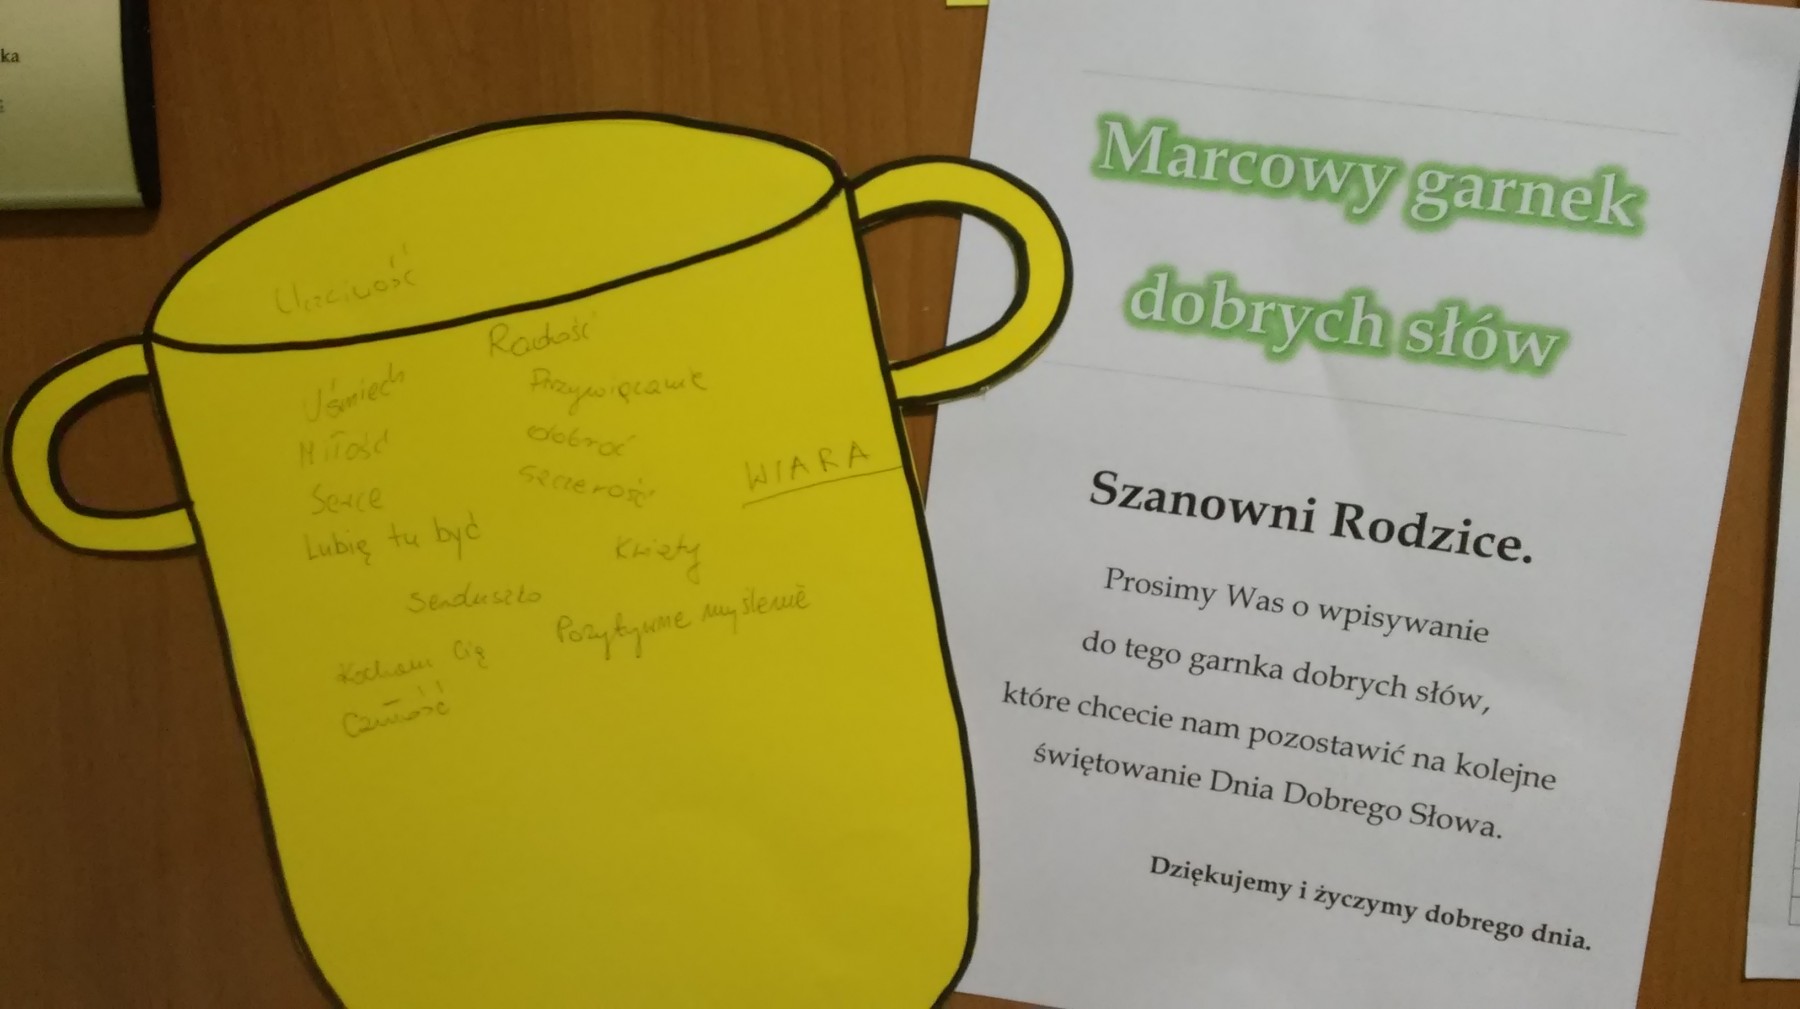 ka
Uczciwość
Radość
Uśmiech
Przywiązanie
Miłość
dobroć
Serce
szczerość
WIARA
Lubię tu być
Kwiaty
Serduszko
Pozytywne myślenie
Kocham Cię
Czułość
Marcowy garnek
dobrych słów
Szanowni Rodzice.
Prosimy Was o wpisywanie
do tego garnka dobrych słów,
które chcecie nam pozostawić na kolejne
świętowanie Dnia Dobrego Słowa.
Dziękujemy i życzymy dobrego dnia.